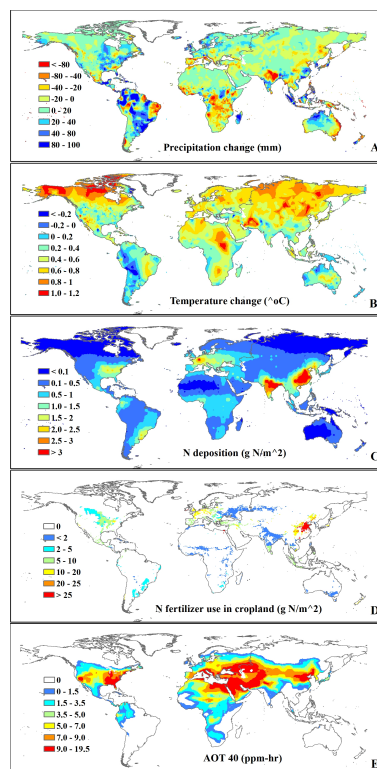 < -80
-80 - -40
-40 - -20
-20 - 0
0 - 20
20 - 40
40 - 80
80 - 100
Precipitation change (mm)
A
< -0.2
-0.2 - 0
0 - 0.2
0.2 - 0.4
0.4 - 0.6
0.6 - 0.8
0.8 - 1
1.0 - 1.2
Temperature change (^oC)
B
< 0.1
0.1 - 0.5
0.5 - 1
1.0 - 1.5
1.5 - 2
2.0 - 2.5
2.5 - 3
> 3
N deposition (g N/m^2)
C
0
< 2
2 - 5
5 - 10
10 - 20
20 - 25
> 25
N fertilizer use in cropland (g N/m^2)
D
0
0 - 1.5
1.5 - 3.5
3.5 - 5.0
5.0 - 7.0
7.0 - 9.0
9.0 - 19.5
AOT 40 (ppm-hr)
E